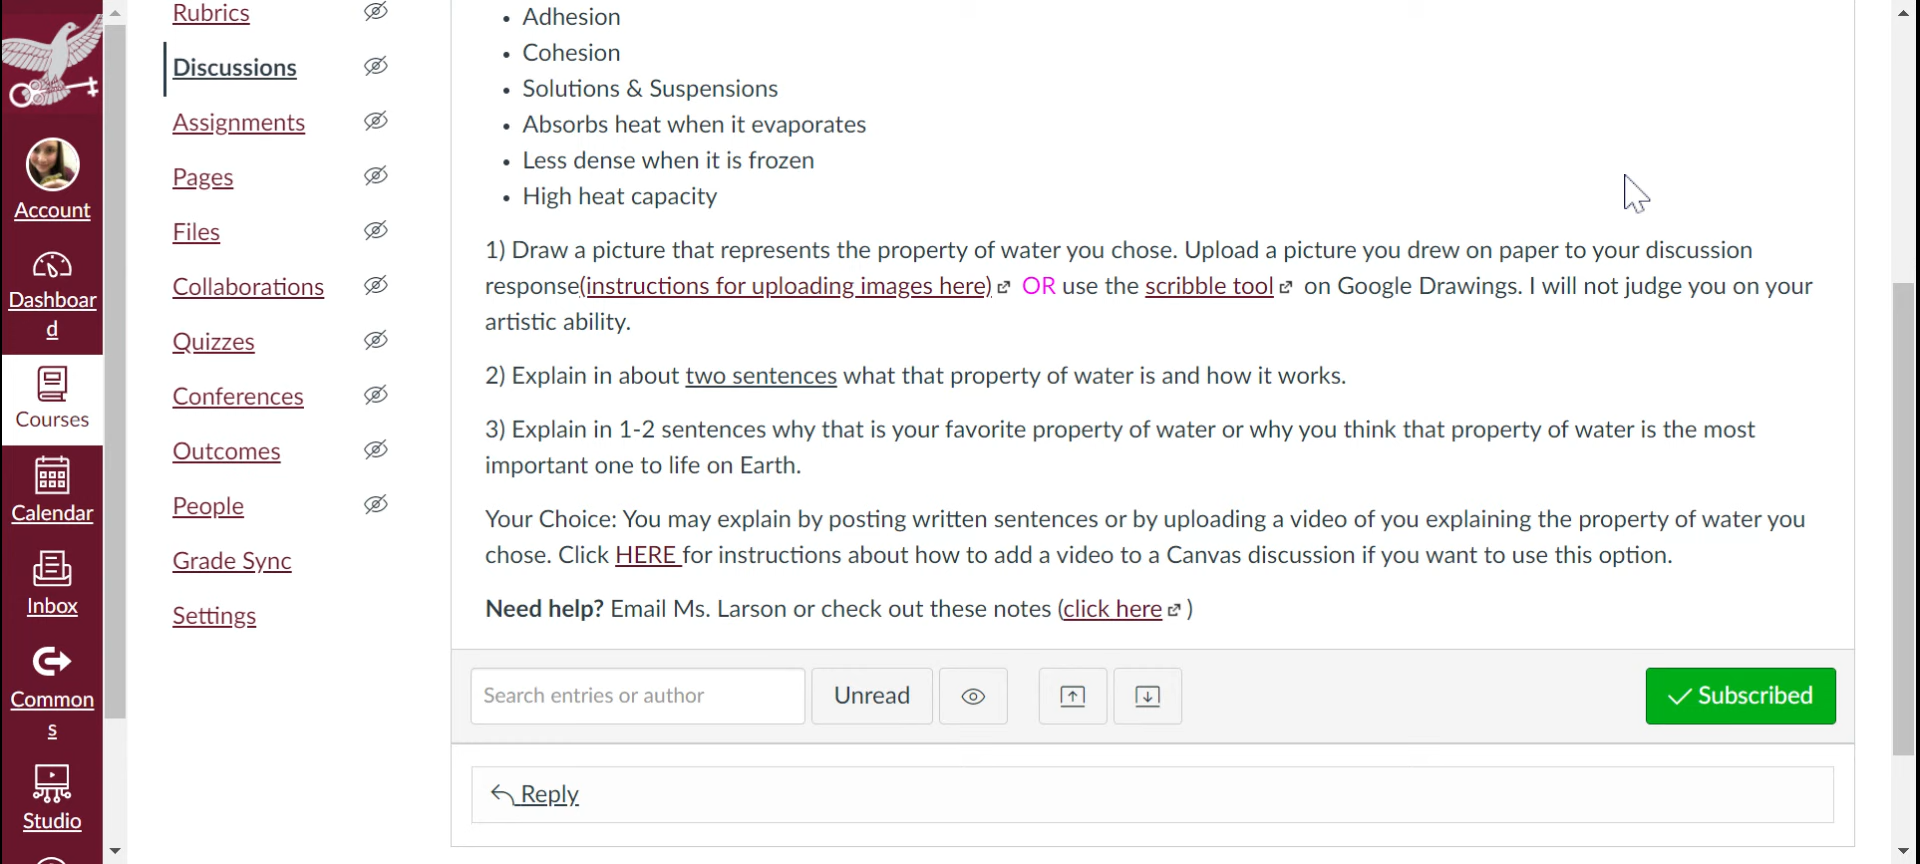 Rubrics
Discussions
Assignments
Pages
Files
Collaborations
Quizzes
Conferences
Outcomes
People
Grade Sync
Settings
Account
Dashboar
d
Courses
Calendar
Inbox
Common
s
Studio
• Adhesion
• Cohesion
• Solutions & Suspensions
• Absorbs heat when it evaporates
• Less dense when it is frozen
• High heat capacity
1) Draw a picture that represents the property of water you chose. Upload a picture you drew on paper to your discussion
response(instructions for uploading images here) OR use the scribble tool on Google Drawings. I will not judge you on your
artistic ability.
2) Explain in about two sentences what that property of water is and how it works.
3) Explain in 1-2 sentences why that is your favorite property of water or why you think that property of water is the most
important one to life on Earth.
Your Choice: You may explain by posting written sentences or by uploading a video of you explaining the property of water you
chose. Click HERE for instructions about how to add a video to a Canvas discussion if you want to use this option.
Need help? Email Ms. Larson or check out these notes (click here )
Search entries or author
Unread
Subscribed
Reply